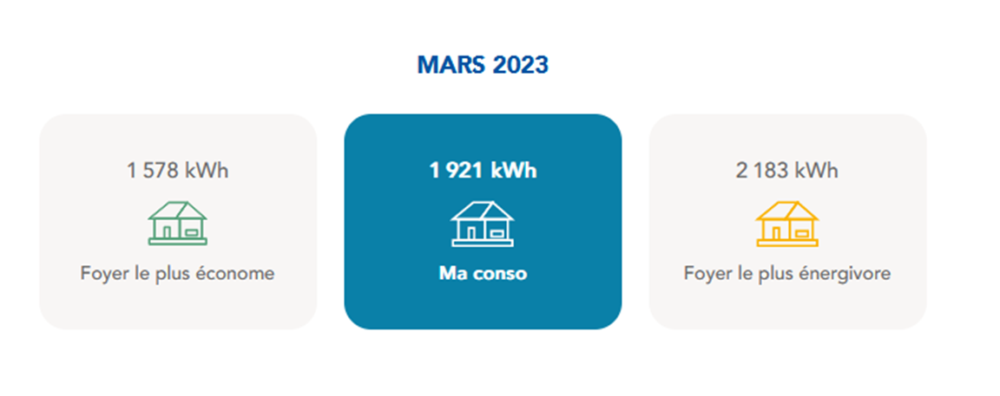 MARS 2023
1 578 kWh
Foyer le plus économe
1 921 kWh
Ma conso
2 183 kWh
Foyer le plus énergivore